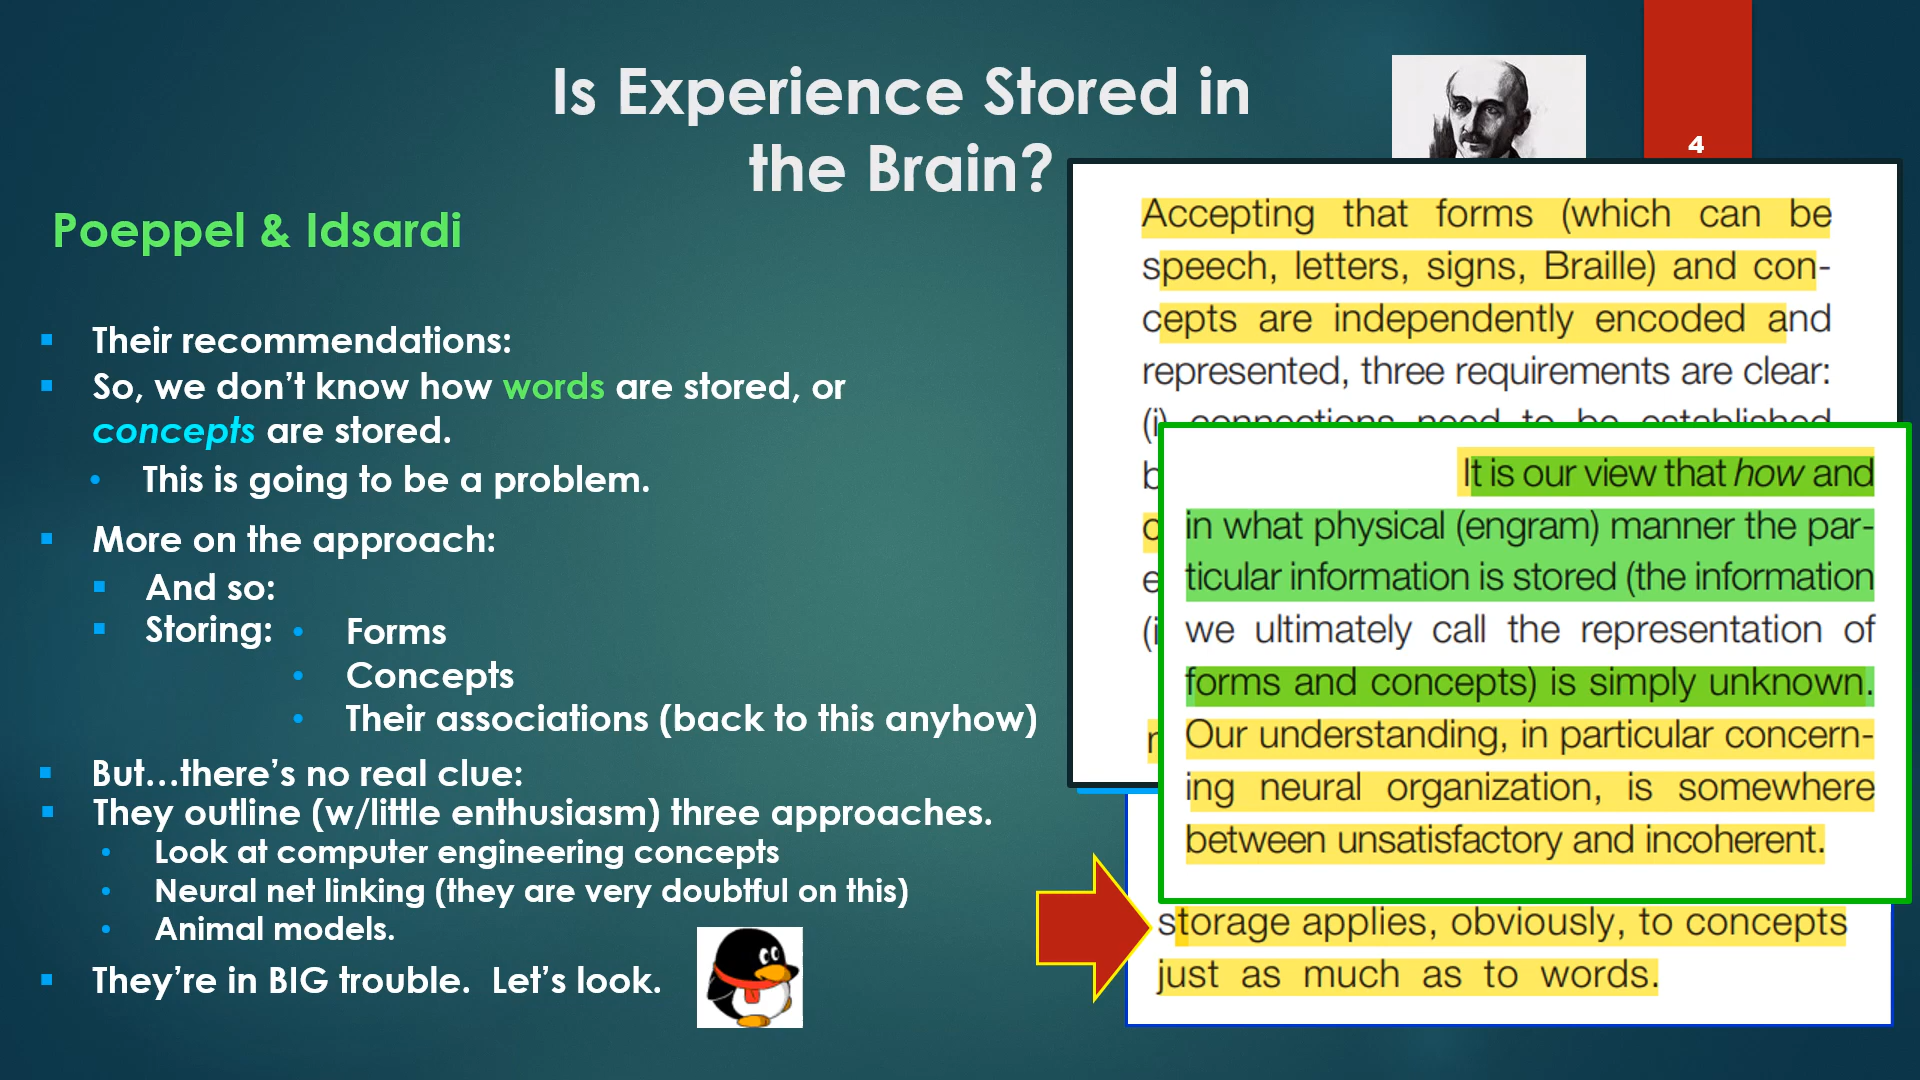 Is Experience Stored in
the Brain?
4
Poeppel & Idsardi
Their recommendations:
So, we don't know how words are stored, or
concepts are stored.
This is going to be a problem.
More on the approach:
And so:
Storing:
Forms
Concepts
Their associations (back to this anyhow)
But…there's no real clue:
They outline (w/little enthusiasm) three approaches.
Look at computer engineering concepts
Neural net linking (they are very doubtful on this)
Animal models.
They're in BIG trouble.  Let's look.
Accepting that forms (which can be
speech, letters, signs, Braille) and con-
cepts are independently encoded and
represented, three requirements are clear:
(i) connections need to be established
It is our view that how and
in what physical (engram) manner the par-
ticular information is stored (the information
we ultimately call the representation of
forms and concepts) is simply unknown.
Our understanding, in particular concern-
ing neural organization, is somewhere
between unsatisfactory and incoherent.
storage applies, obviously, to concepts
just as much as to words.